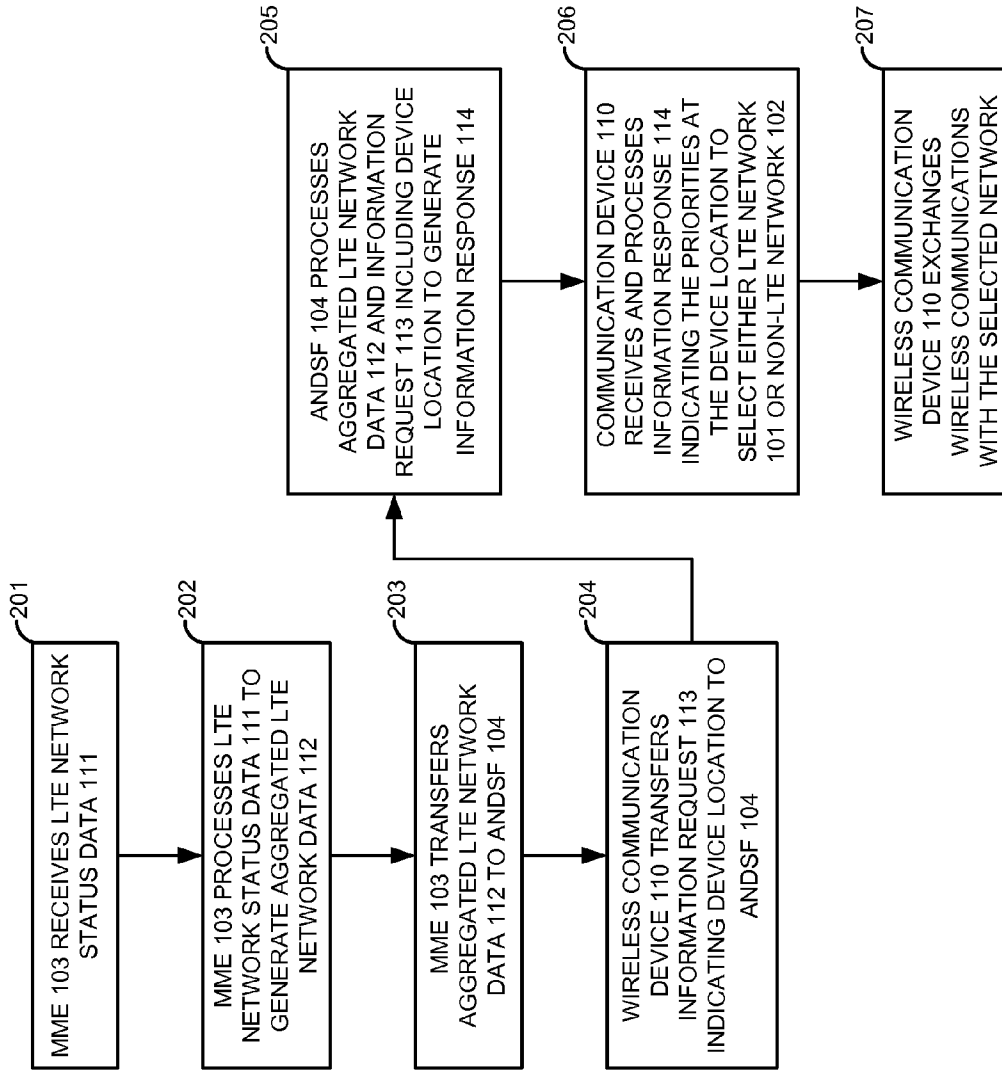 201
MME 103 RECEIVES LTE NETWORK
STATUS DATA 111
202
MME 103 PROCESSES LTE
NETWORK STATUS DATA 111 TO
GENERATE AGGREGATED LTE
NETWORK DATA 112
203
MME 103 TRANSFERS
AGGREGATED LTE NETWORK
DATA 112 TO ANDSF 104
204
WIRELESS COMMUNICATION
DEVICE 110 TRANSFERS
INFORMATION REQUEST 113
INDICATING DEVICE LOCATION TO
ANDSF 104
205
ANDSF 104 PROCESSES
AGGREGATED LTE NETWORK
DATA 112 AND INFORMATION
REQUEST 113 INCLUDING DEVICE
LOCATION TO GENERATE
INFORMATION RESPONSE 114
206
COMMUNICATION DEVICE 110
RECEIVES AND PROCESSES
INFORMATION RESPONSE 114
INDICATING THE PRIORITIES AT
THE DEVICE LOCATION TO
SELECT EITHER LTE NETWORK
101 OR NON-LTE NETWORK 102
207
WIRELESS COMMUNICATION
DEVICE 110 EXCHANGES
WIRELESS COMMUNICATIONS
WITH THE SELECTED NETWORK